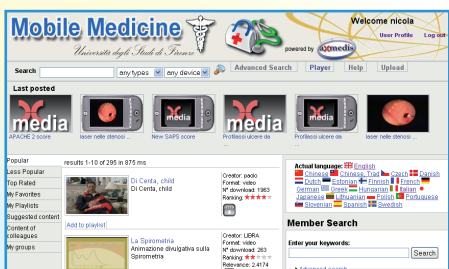 Mobile Medicine
Università degli Studi di Firenze
powered by axmedis
Welcome nicola
User Profile Log out
Search any types any device Advanced Search Player Help Upload
Last posted
media media media media
APACHE 2 score laser nelle stenosi ... New SAPS score Profilassi ulcere da ... Profilassi ulcere da ... laser nelle stenosi ...
Popular
Less Popular
Top Rated
My Favorites
My Playlists
Suggested content
Content of colleagues
My groups
results 1-10 of 295 in 875 ms
Di Centa, child
Di Centa, child
Add to playlist
Creator: paolo
Format: video
N° download: 1963
Ranking:
La Spirometria
Animazione divulgativa sulla Spirometria
Creator: UBRA
Format: video
N° download: 263
Ranking:
Relevance: 2.4174
Actual language: English
Chinese Chinese, Trad Czech Danish
Dutch Estonian Finnish French
German Greek Hungarian Italian
Japanese Lithuanian Polish Portuguese
Slovenian Spanish Swedish
Member Search
Enter your keywords:
Search
Advanced search